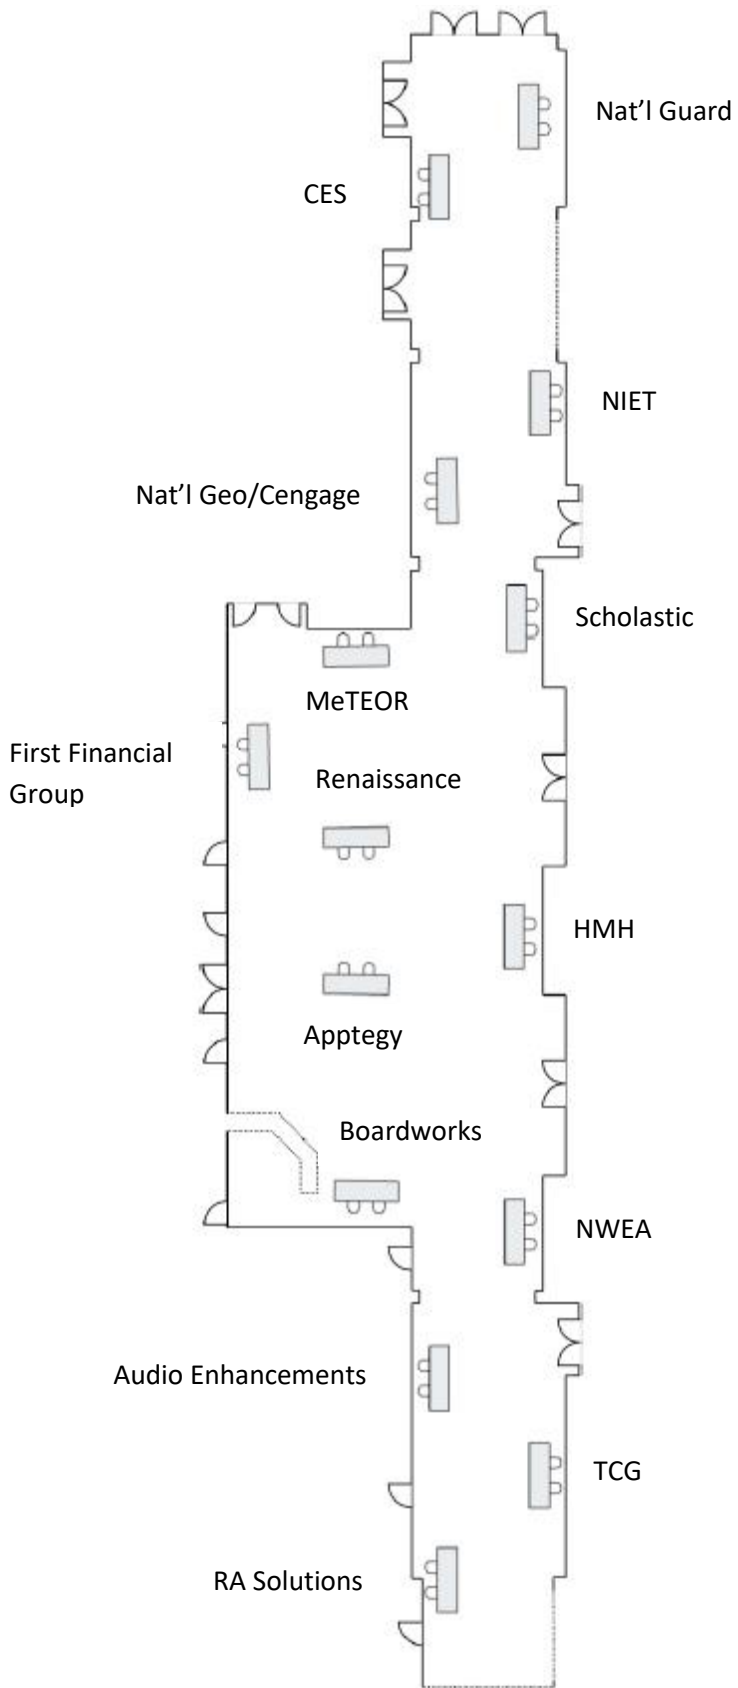 Nat’l Guard
CES
NIET
Nat’l Geo/Cengage
Scholastic
MeTEOR
First Financial
Group
Renaissance
HMH
Apptegy
Boardworks
NWEA
Audio Enhancements
TCG
RA Solutions